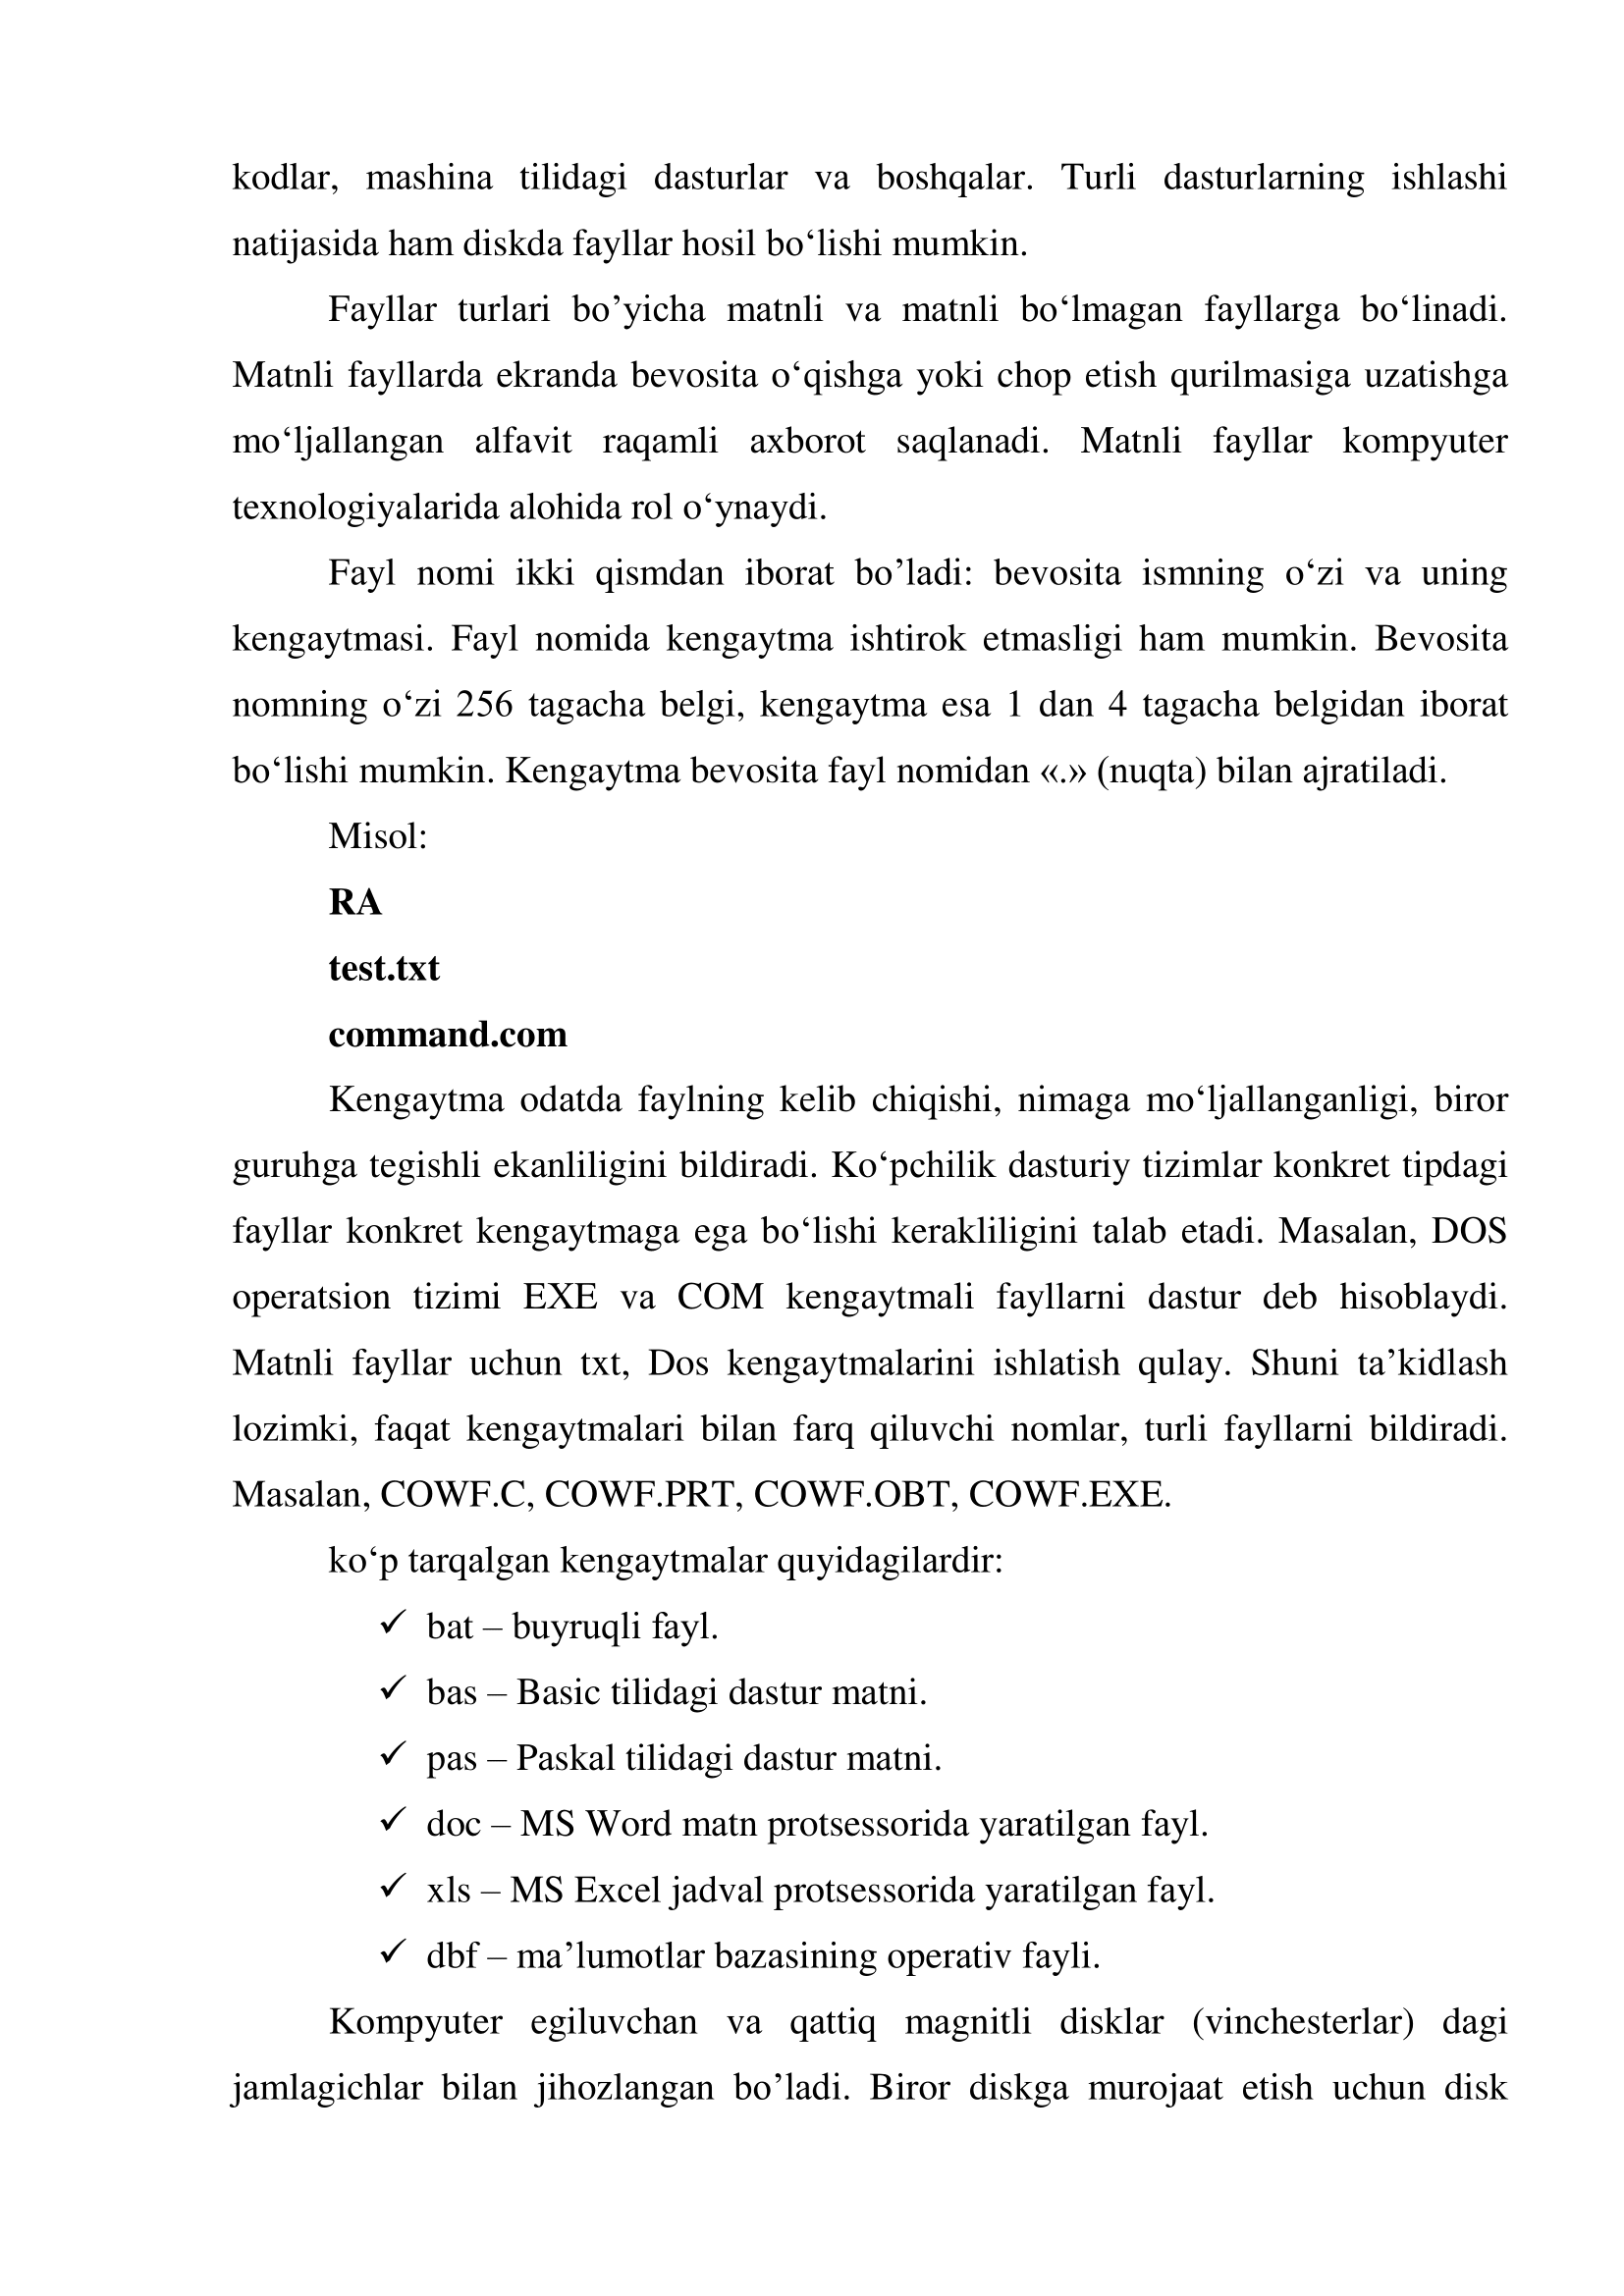 kodlar, mashina tilidagi dasturlar va boshqalar. Turli dasturlarning ishlashi
natijasida ham diskda fayllar hosil bo‘lishi mumkin.
Fayllar turlari bo’yicha matnli va matnli bo‘lmagan fayllarga bo‘linadi.
Matnli fayllarda ekranda bevosita o‘qishga yoki chop etish qurilmasiga uzatishga
mo‘ljallangan alfavit raqamli axborot saqlanadi. Matnli fayllar kompyuter
texnologiyalarida alohida rol o‘ynaydi.
Fayl nomi ikki qismdan iborat bo’ladi: bevosita ismning o‘zi va uning
kengaytmasi. Fayl nomida kengaytma ishtirok etmasligi ham mumkin. Bevosita
nomning o‘zi 256 tagacha belgi, kengaytma esa 1 dan 4 tagacha belgidan iborat
bo‘lishi mumkin. Kengaytma bevosita fayl nomidan «.» (nuqta) bilan ajratiladi.
Misol:
RA
test.txt
command.com
Kengaytma odatda faylning kelib chiqishi, nimaga mo‘ljallanganligi, biror
guruhga tegishli ekanliligini bildiradi. Ko‘pchilik dasturiy tizimlar konkret tipdagi
fayllar konkret kengaytmaga ega bo‘lishi kerakliligini talab etadi. Masalan, DOS
operatsion tizimi EXE va COM kengaytmali fayllarni dastur deb hisoblaydi.
Matnli fayllar uchun txt, Dos kengaytmalarini ishlatish qulay. Shuni ta’kidlash
lozimki, faqat kengaytmalari bilan farq qiluvchi nomlar, turli fayllarni bildiradi.
Masalan, COWF.C, COWF.PRT, COWF.OBT, COWF.EXE.
ko‘p tarqalgan kengaytmalar quyidagilardir:
✓ bat – buyruqli fayl.
✓ bas – Basic tilidagi dastur matni.
✓ pas – Paskal tilidagi dastur matni.
✓ doc – MS Word matn protsessorida yaratilgan fayl.
✓ xls – MS Excel jadval protsessorida yaratilgan fayl.
✓ dbf – ma’lumotlar bazasining operativ fayli.
Kompyuter egiluvchan va qattiq magnitli disklar (vinchesterlar) dagi
jamlagichlar bilan jihozlangan bo’ladi. Biror diskga murojaat etish uchun disk